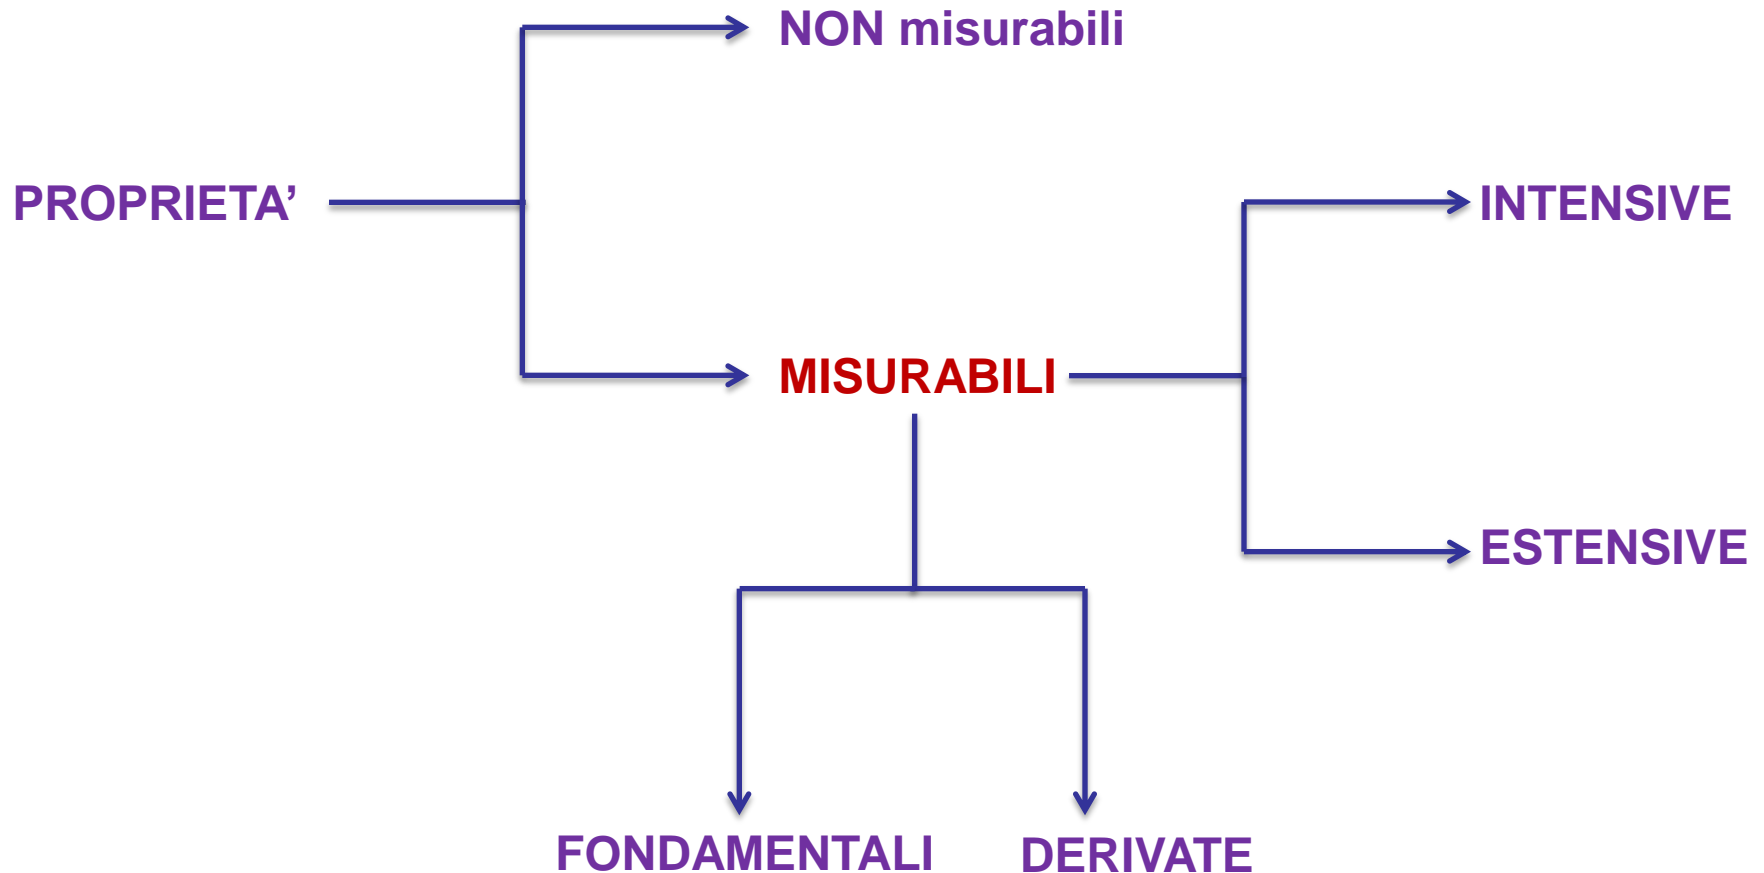 NON misurabili
PROPRIETA’
INTENSIVE
MISURABILI
ESTENSIVE
FONDAMENTALI
DERIVATE